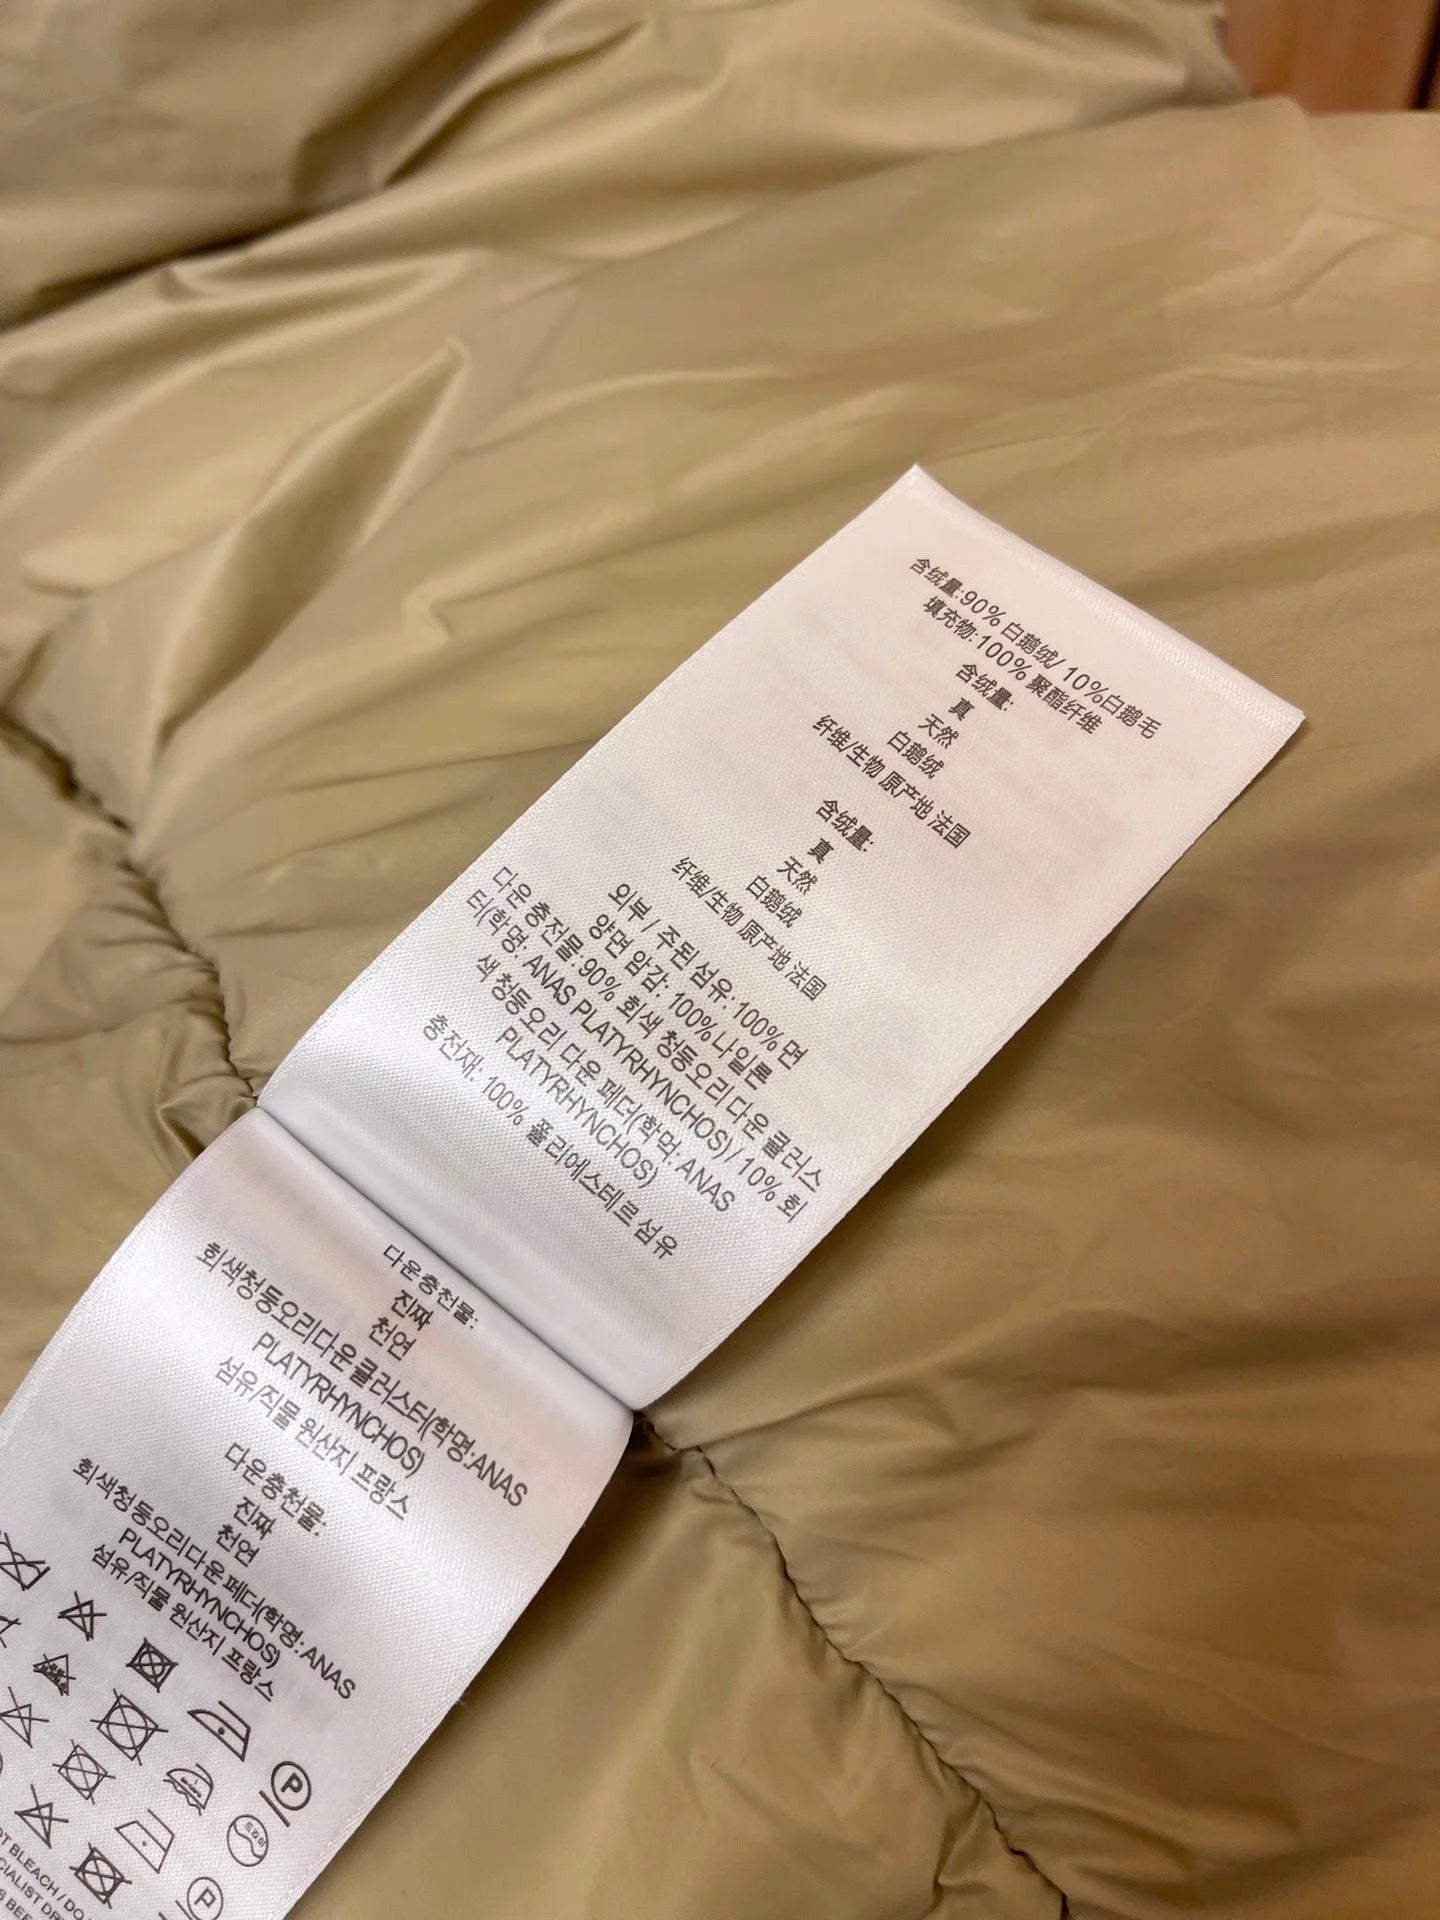 含绒量:90% 白鹅绒/ 10%白鹅毛
填充物:100% 聚酯纤维
含绒量:
真
天然
白鹅绒
纤维/生物 原产地 法国
含绒量:
真
天然
白鹅绒
纤维/生物 原产地 法国
외부 / 주된 섬유: 100% 면
양면 암감: 100%나일론
다운 충전물:90% 회색 청둥오리 다운 클러스
터(학명: ANAS PLATYRHYNCHOS) / 10% 회
색 청둥오리 다운 페더(학먹: ANAS
PLATYRHYNCHOS)
충전재: 100% 폴리에스테르 섬유
다운충천물:
진짜
천연
회색청둥오리다운클러스터(학명:ANAS
PLATYRHYNCHOS)
섬유/직물 원산지 프랑스
다운충천물:
진짜
천연
회색청둥오리다운페더(학명: ANAS
PLATYRHYNCHOS)
섬유/직물 원산지 프랑스
P
드라이
P
BLEACH / DO